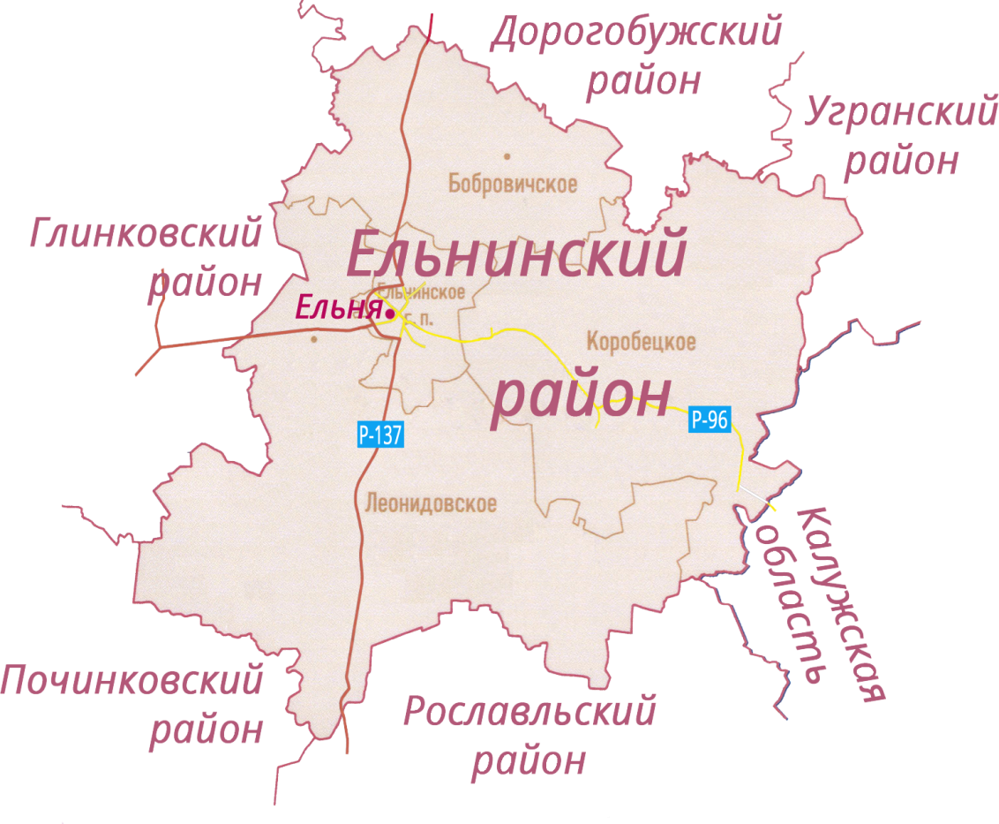 Дорогобужский
район
Угранский
район
Бобровичское
Глинковский
район
Ельнинский
район
Ельнинское
г. п.
Ельня
Коробецкое
Р-96
Р-137
Леонидовское
Калужская
область
Починковский
район
Рославльский
район